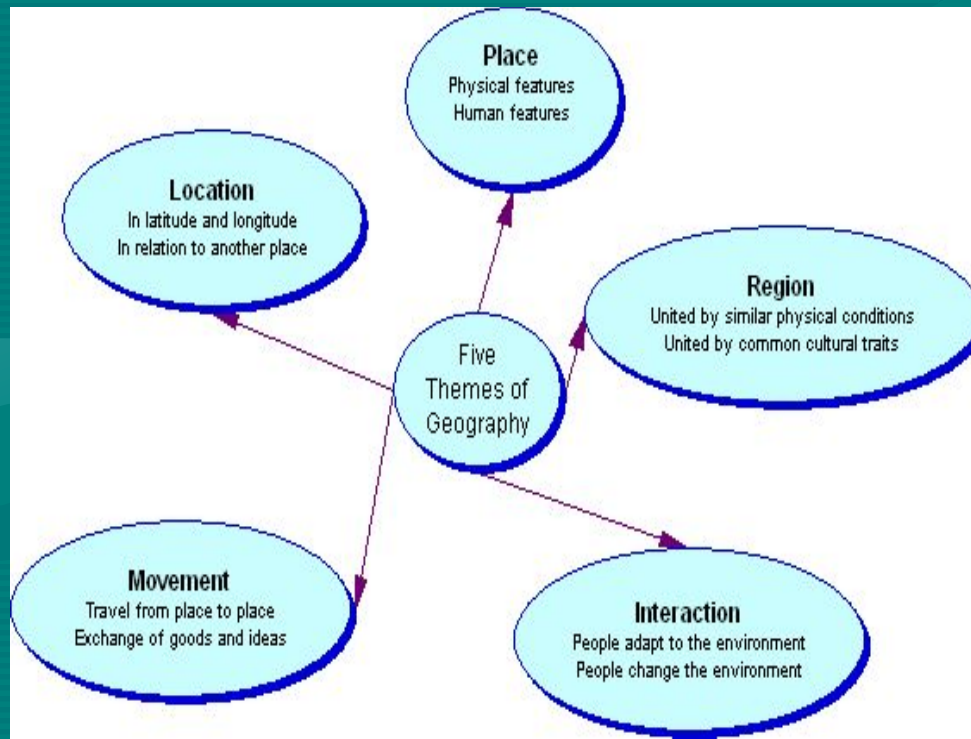 Place
Physical features
Human features
Location
In latitude and longitude
In relation to another place
Region
United by similar physical conditions
United by common cultural traits
Five
Themes of
Geography
Movement
Travel from place to place
Exchange of goods and ideas
Interaction
People adapt to the environment
People change the environment